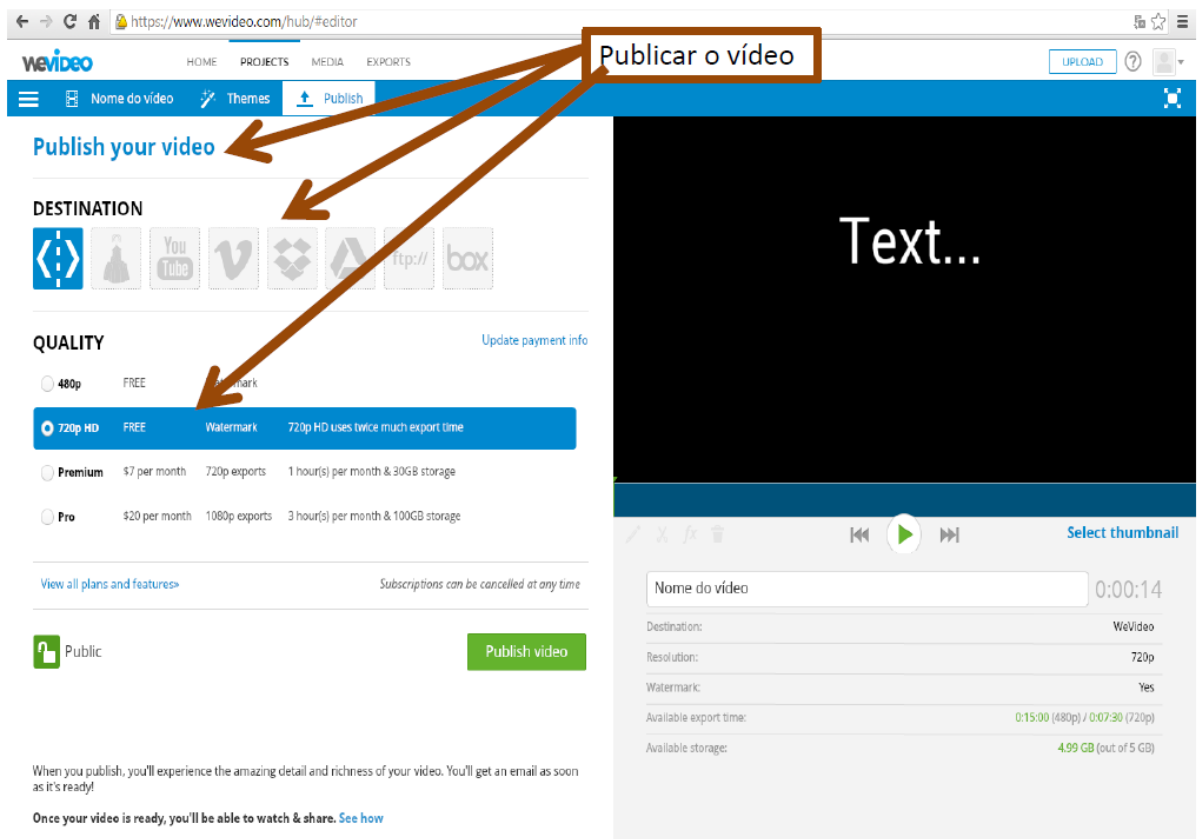 https://www.wevideo.com/hub/#editor
WEVIDEO HOME PROJECTS MEDIA EXPORTS UPLOAD ?
Publicar o vídeo
Nome do vídeo Themes Publish
Publish your video
DESTINATION
You Tube ftp:// box
QUALITY Update payment info
480p FREE
720p HD FREE Watermark 720p HD uses twice much export time
Premium $7 per month 720p exports 1 hour(s) per month & 30GB storage
Pro $20 per month 1080p exports 3 hour(s) per month & 100GB storage
View all plans and features» Subscriptions can be cancelled at any time
Public Publish video
When you publish, you'll experience the amazing detail and richness of your video. You'll get an email as soon
as it's ready!
Once your video is ready, you'll be able to watch & share. See how
Text...
fx Select thumbnail
Nome do vídeo 0:00:14
Destination: WeVideo
Resolution: 720p
Watermark: Yes
Available export time: 0:15:00 (480p) / 0:07:30 (720p)
Available storage: 4.99 GB (out of 5 GB)